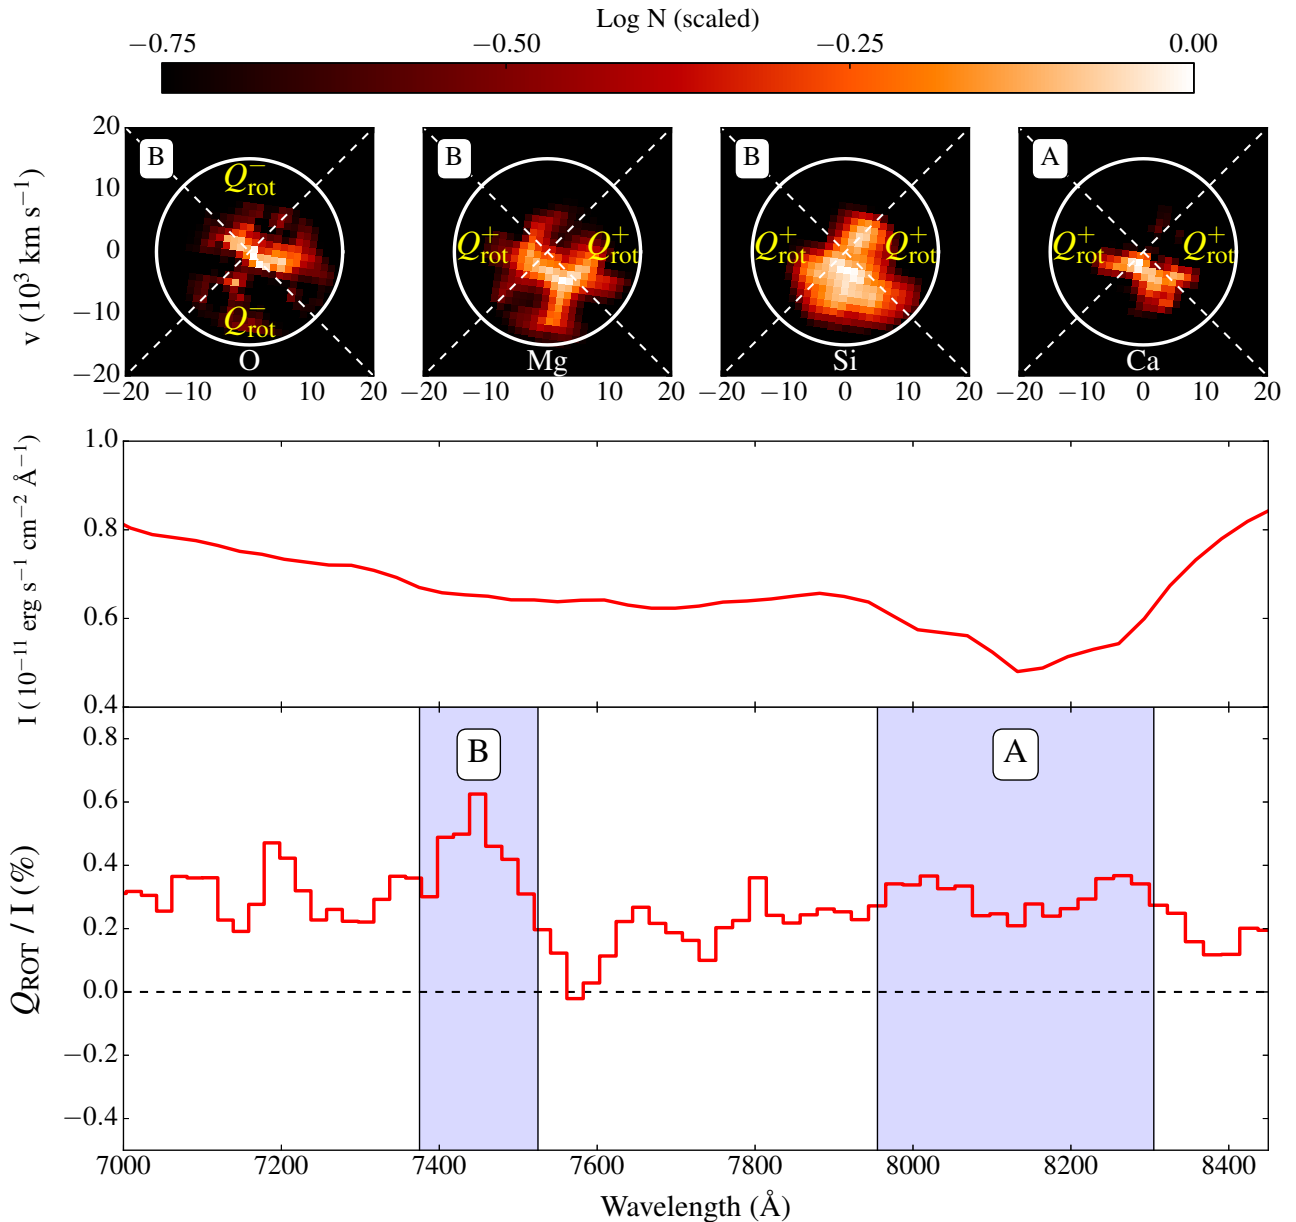 Log N (scaled)
−0.75 −0.50 −0.25 0.00
B B B A
Q−rot Q−rot
Q+rot Q+rot
Q+rot Q+rot
Q+rot Q+rot
O Mg Si Ca
20
10
0
−10
−20
v (10³ km s−1)
−20 −10 0 10 20 −20 −10 0 10 20 −20 −10 0 10 20 −20 −10 0 10 20
1.0
0.8
0.6
0.4
I (10−11 erg s−1 cm−2 Å−1)
B A
0.8
0.6
0.4
0.2
0.0
−0.2
−0.4
QROT / I (%)
7000 7200 7400 7600 7800 8000 8200 8400
Wavelength (Å)